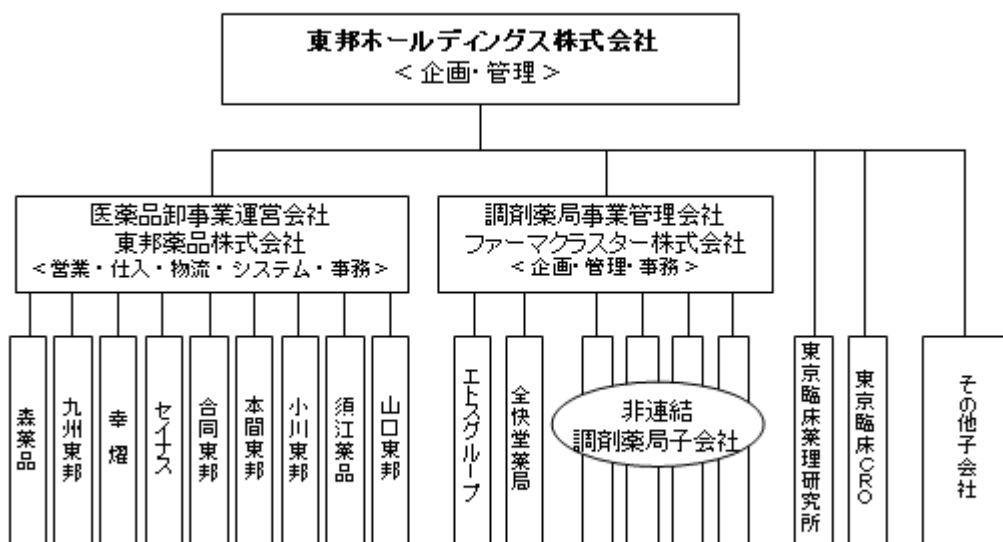 東邦ホールディングス株式会社
＜企画・管理＞
医薬品卸事業運営会社
東邦薬品株式会社
＜営業・仕入・物流・システム・事務＞
調剤薬局事業管理会社
ファーマクラスター株式会社
＜企画・管理・事務＞
森薬品
九州東邦
幸燿
セイナス
合同東邦
本間東邦
小川東邦
須江薬品
山口東邦
エトスグループ
全快堂薬局
非連結
調剤薬局子会社
東京臨床薬理研究所
東京臨床CRO
その他子会社